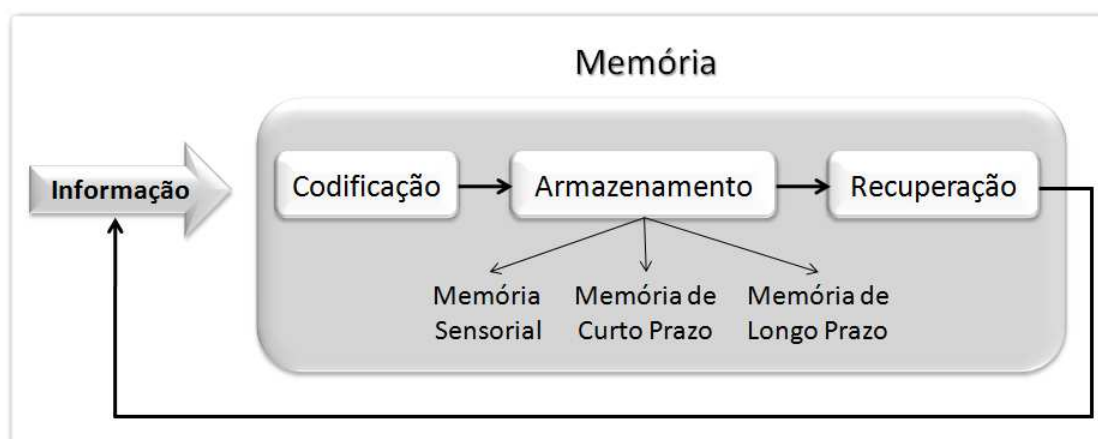 Memória
Informação
Codificação
Armazenamento
Recuperação
Memória
Sensorial
Memória de
Curto Prazo
Memória de
Longo Prazo